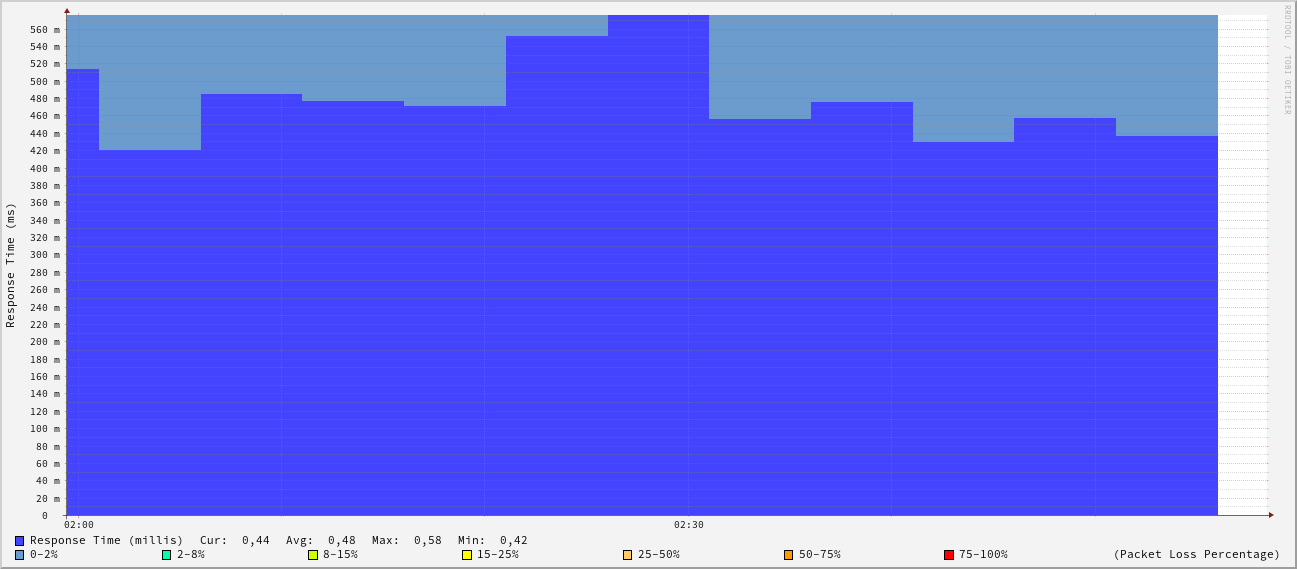 RRDTOOL / TOBI OETIKER
Response Time (ms)
560 m
540 m
520 m
500 m
480 m
460 m
440 m
420 m
400 m
380 m
360 m
340 m
320 m
300 m
280 m
260 m
240 m
220 m
200 m
180 m
160 m
140 m
120 m
100 m
80 m
60 m
40 m
20 m
0
02:00 02:30
Response Time (millis) Cur: 0,44 Avg: 0,48 Max: 0,58 Min: 0,42
0-2% 2-8% 8-15% 15-25% 25-50% 50-75% 75-100% (Packet Loss Percentage)